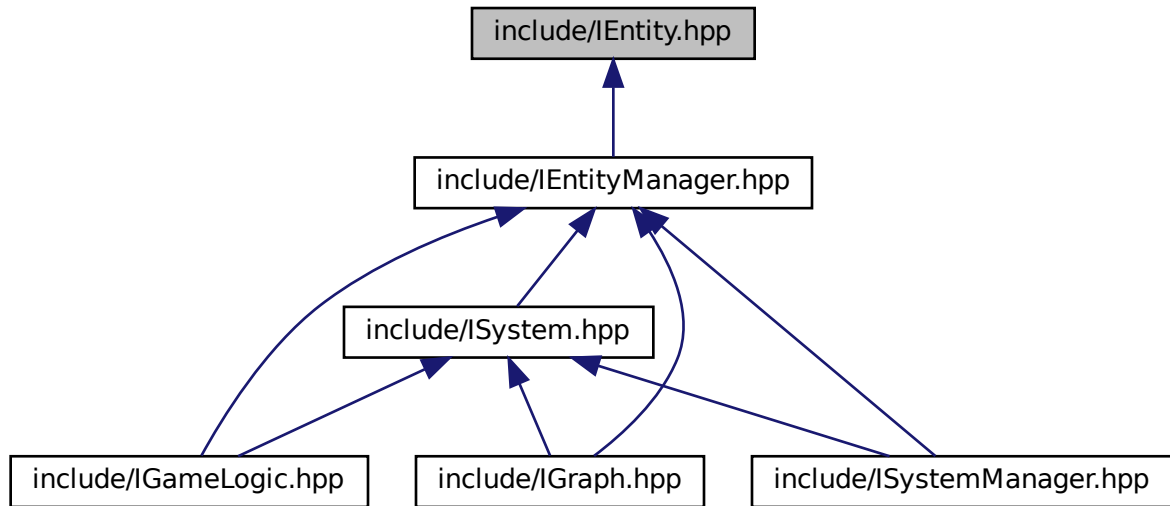 include/IEntity.hpp
include/IEntityManager.hpp
include/ISystem.hpp
include/IGameLogic.hpp
include/IGraph.hpp
include/ISystemManager.hpp